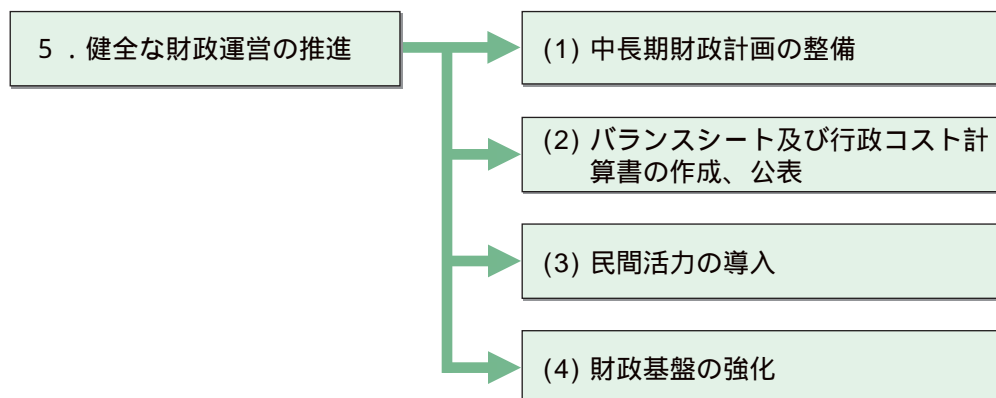 ５．健全な財政運営の推進
(1) 中長期財政計画の整備
(2) バランスシート及び行政コスト計
算書の作成、公表
(3) 民間活力の導入
(4) 財政基盤の強化